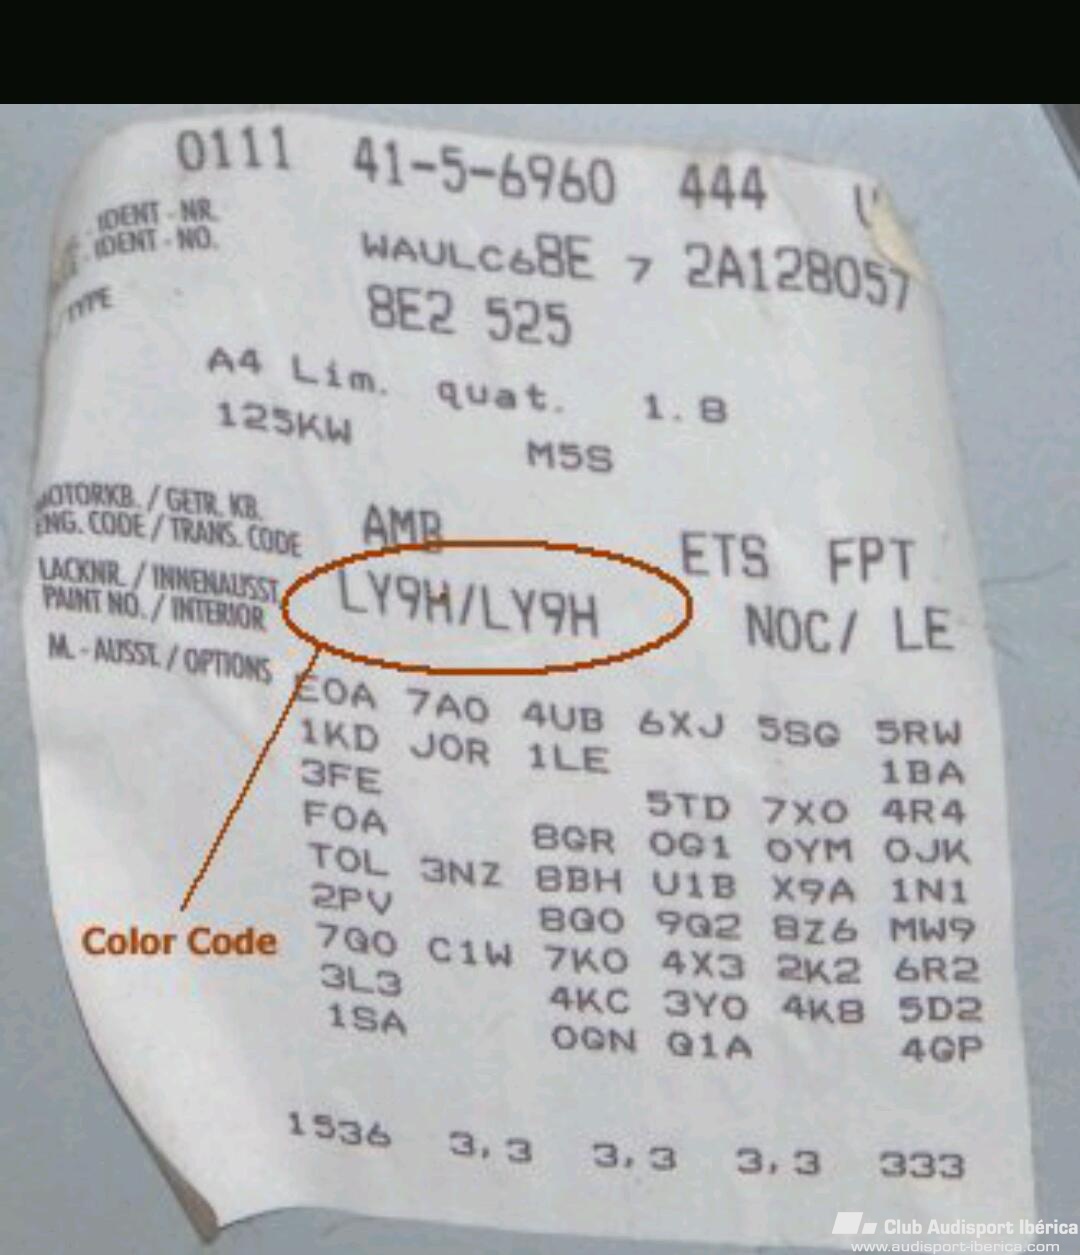 0111 41-5-6960 444
IDENT - NR.
IDENT - NO. WAULC68E 7 2A128057
TYPE 8E2 525
A4 Lim. quat. 1.8
125KW M5S
MOTORKB. / GETR. KB.
ENG. CODE / TRANS. CODE AMB ETS FPT
LACKNR. / INNENAUSST.
PAINT NO. / INTERIOR LY9H/LY9H NOC/ LE
M. - AUSST. / OPTIONS
E0A 7A0 4UB 6XJ 5SG 5RW
1KD J0R 1LE 1BA
3FE 5TD 7X0 4R4
F0A 8GR 0G1 0YM 0JK
T0L 3NZ 8BH U1B X9A 1N1
2PV 8Q0 9Q2 8Z6 MW9
7Q0 C1W 7K0 4X3 2K2 6R2
3L3 4KC 3Y0 4K8 5D2
1SA 0GN Q1A 4GP
Color Code
1536 3,3 3,3 3,3 333
Club Audisport Ibérica
www.audisport-iberica.com